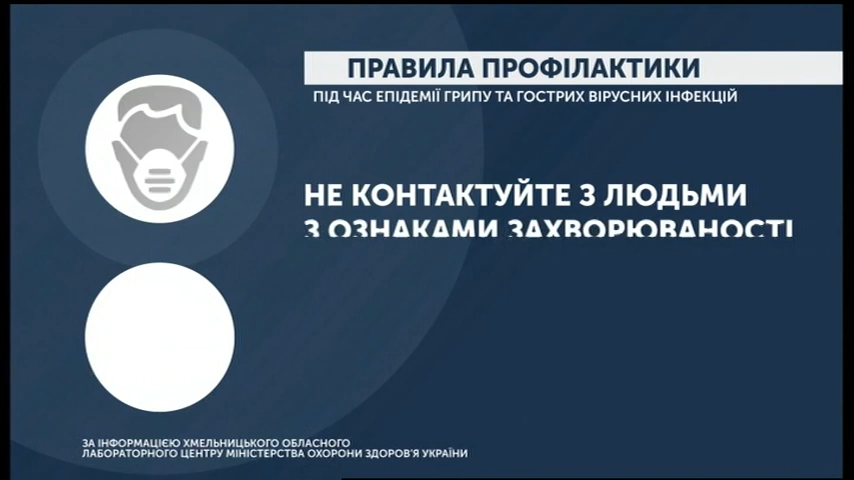 ПРАВИЛА ПРОФІЛАКТИКИ
ПІД ЧАС ЕПІДЕМІЇ ГРИПУ ТА ГОСТРИХ ВІРУСНИХ ІНФЕКЦІЙ
НЕ КОНТАКТУЙТЕ З ЛЮДЬМИ
З ОЗНАКАМИ ЗАХВОРЮВАНОСТІ
ЗА ІНФОРМАЦІЄЮ ХМЕЛЬНИЦЬКОГО ОБЛАСНОГО
ЛАБОРАТОРНОГО ЦЕНТРУ МІНІСТЕРСТВА ОХОРОНИ ЗДОРОВ'Я УКРАЇНИ